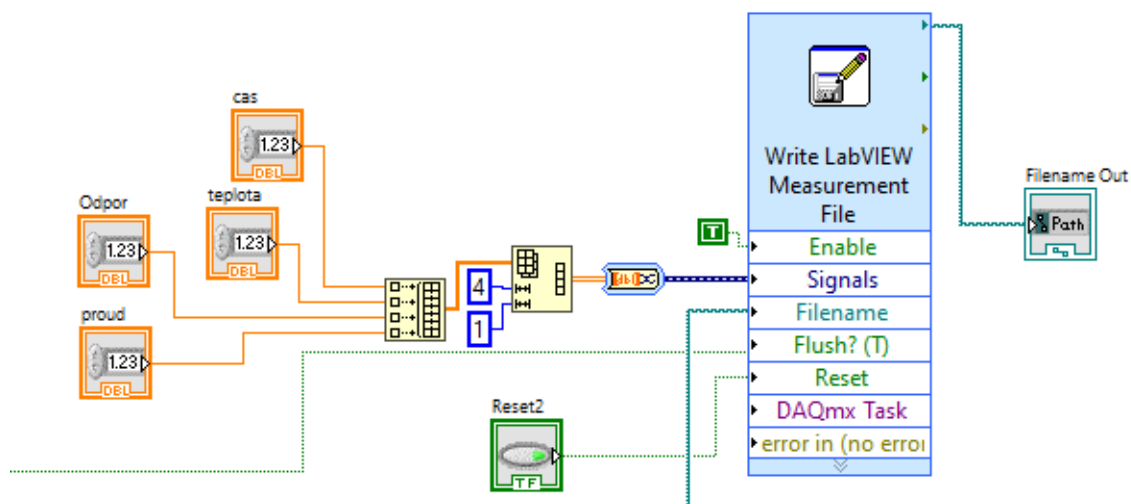 cas
1.23
DBL
teplota
1.23
DBL
Odpor
1.23
DBL
proud
1.23
DBL
4
1
Reset2
TF
T
Write LabVIEW
Measurement
File
Enable
Signals
Filename
Flush? (T)
Reset
DAQmx Task
error in (no error
Filename Out
Path